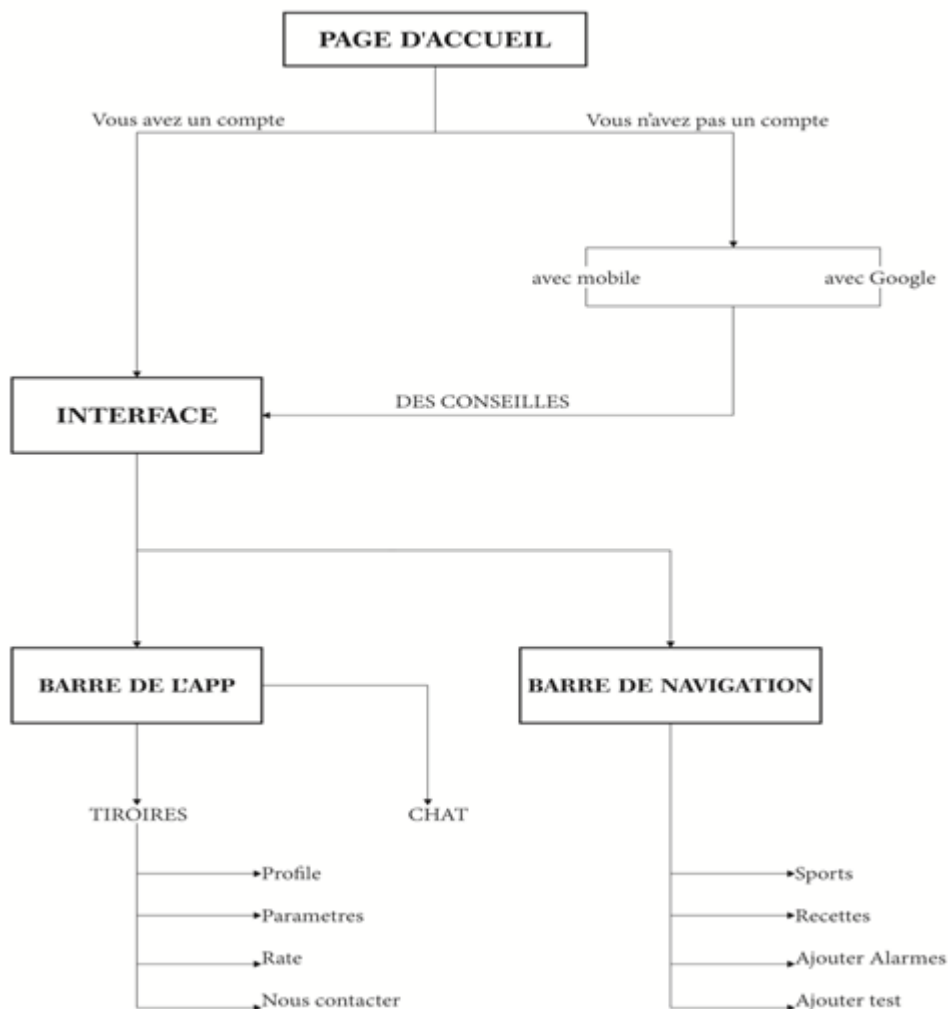 PAGE D'ACCUEIL
Vous avez un compte
Vous n'avez pas un compte
avec mobile
avec Google
INTERFACE
DES CONSEILLES
BARRE DE L'APP
BARRE DE NAVIGATION
TIROIRES
CHAT
Profile
Parametres
Rate
Nous contacter
Sports
Recettes
Ajouter Alarmes
Ajouter test